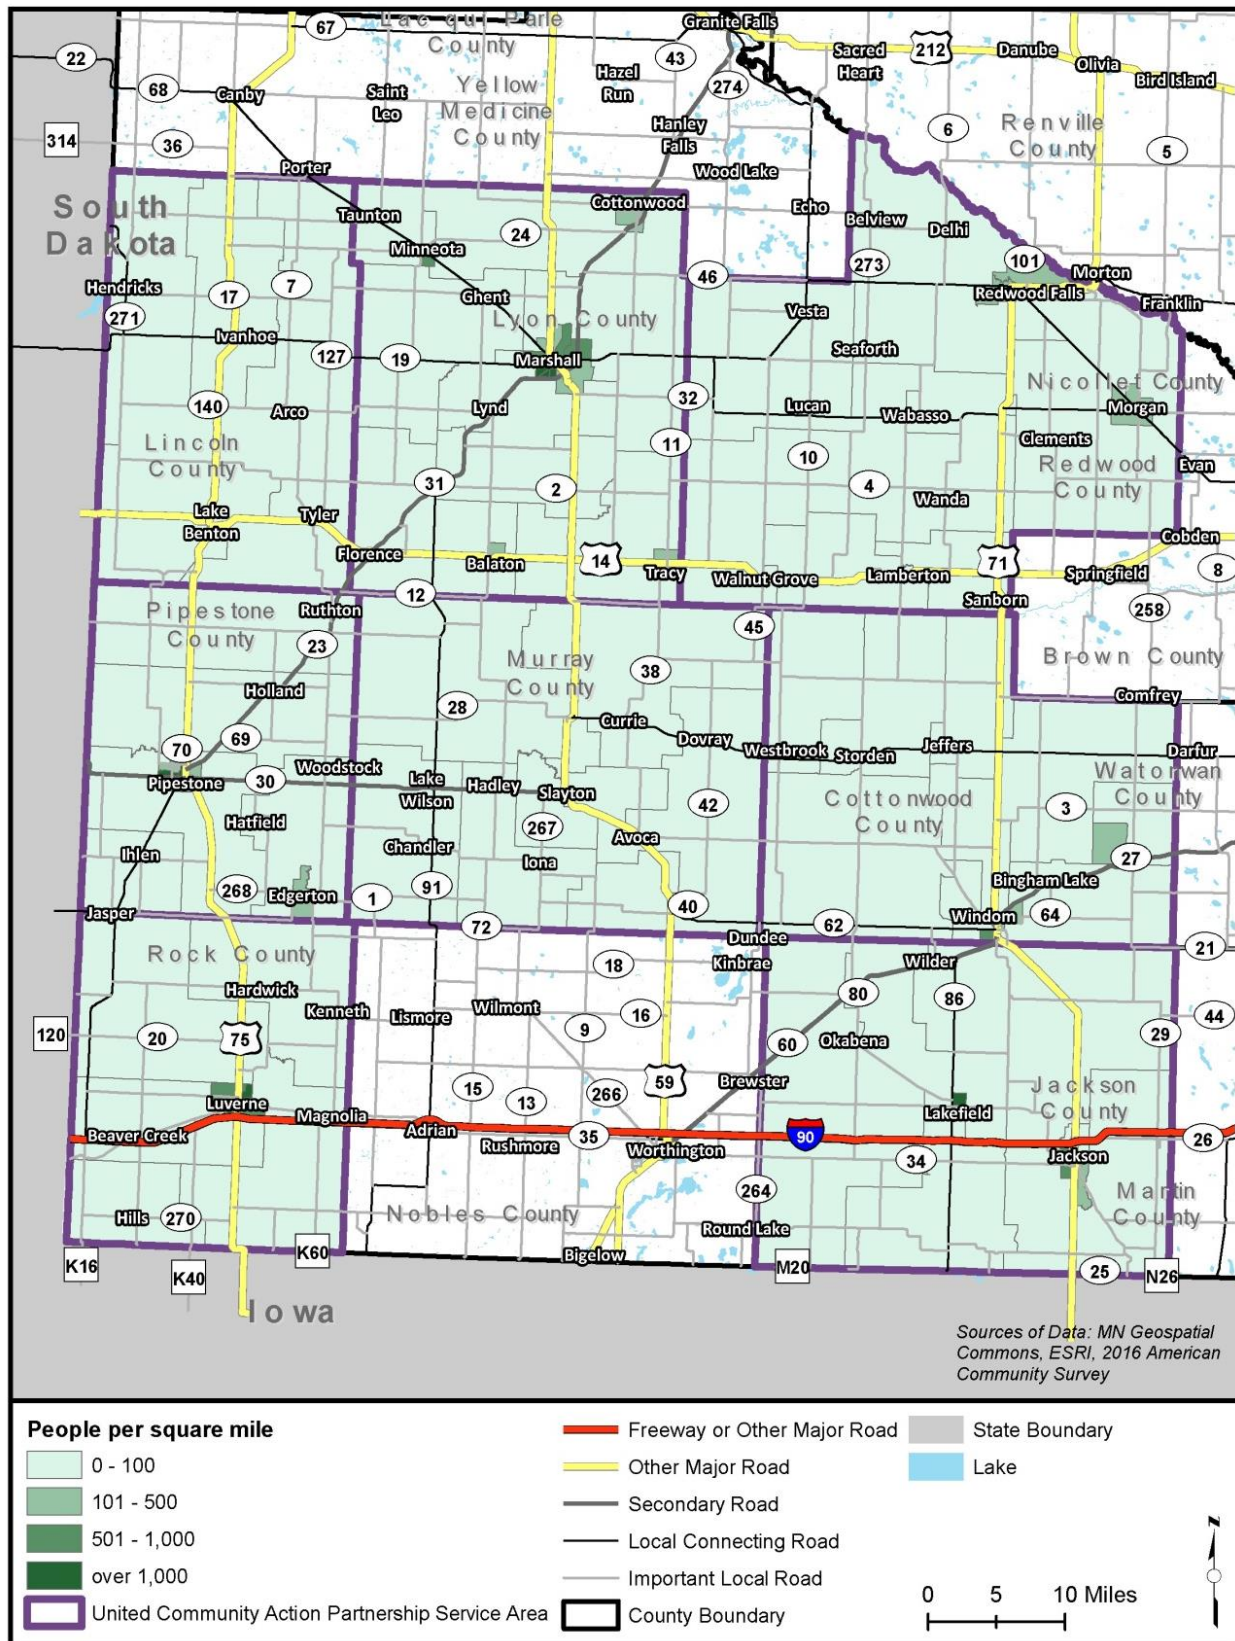 Lac qui Parle
County
Granite Falls
67
43
212
Sacred
Heart
Danube
Olivia
Bird Island
22
68
Canby
Saint
Leo
Yellow
Medicine
County
Hazel
Run
274
Hanley
Falls
6
Renville
County
5
314
36
Porter
Wood Lake
South
Dakota
Taunton
Cottonwood
Echo
Belview
Delhi
24
Minneota
273
101
Morton
Hendricks
17
7
Ghent
46
Redwood Falls
Franklin
271
Lyon County
Vesta
Ivanhoe
127
19
Marshall
Seaforth
Nicollet County
140
Arco
Lynd
32
Lucan
Wabasso
Morgan
Lincoln
County
11
10
Clements
Redwood
County
Evan
31
2
4
Wanda
Lake
Benton
Tyler
Florence
Balaton
14
Tracy
Walnut Grove
Lamberton
71
Springfield
Cobden
8
12
Sanborn
258
Pipestone
County
Ruthton
23
45
Murray
County
38
Brown County
Holland
28
Comfrey
Currie
Dovray
Westbrook
Storden
Jeffers
Darfur
70
69
Pipestone
30
Woodstock
Lake
Wilson
Hadley
Slayton
42
Cottonwood
County
Watonwan
County
3
Hatfield
267
Avoca
Ihlen
Chandler
Iona
27
Bingham Lake
268
Edgerton
1
91
40
62
Windom
64
Jasper
72
Dundee
21
Rock County
18
Kinbrae
Wilder
Hardwick
Kenneth
Lismore
Wilmont
16
80
86
44
120
20
75
9
60
Okabena
29
15
13
266
59
Brewster
Jackson
County
Luverne
Magnolia
Lakefield
Beaver Creek
Adrian
Rushmore
35
Worthington
90
34
Jackson
26
264
Martin
County
Hills
270
Nobles County
Round Lake
K16
K40
K60
Bigelow
M20
25
N26
Iowa
Sources of Data: MN Geospatial
Commons, ESRI, 2016 American
Community Survey
People per square mile
0 - 100
101 - 500
501 - 1,000
over 1,000
United Community Action Partnership Service Area
Freeway or Other Major Road
Other Major Road
Secondary Road
Local Connecting Road
Important Local Road
County Boundary
State Boundary
Lake
N
0 5 10 Miles